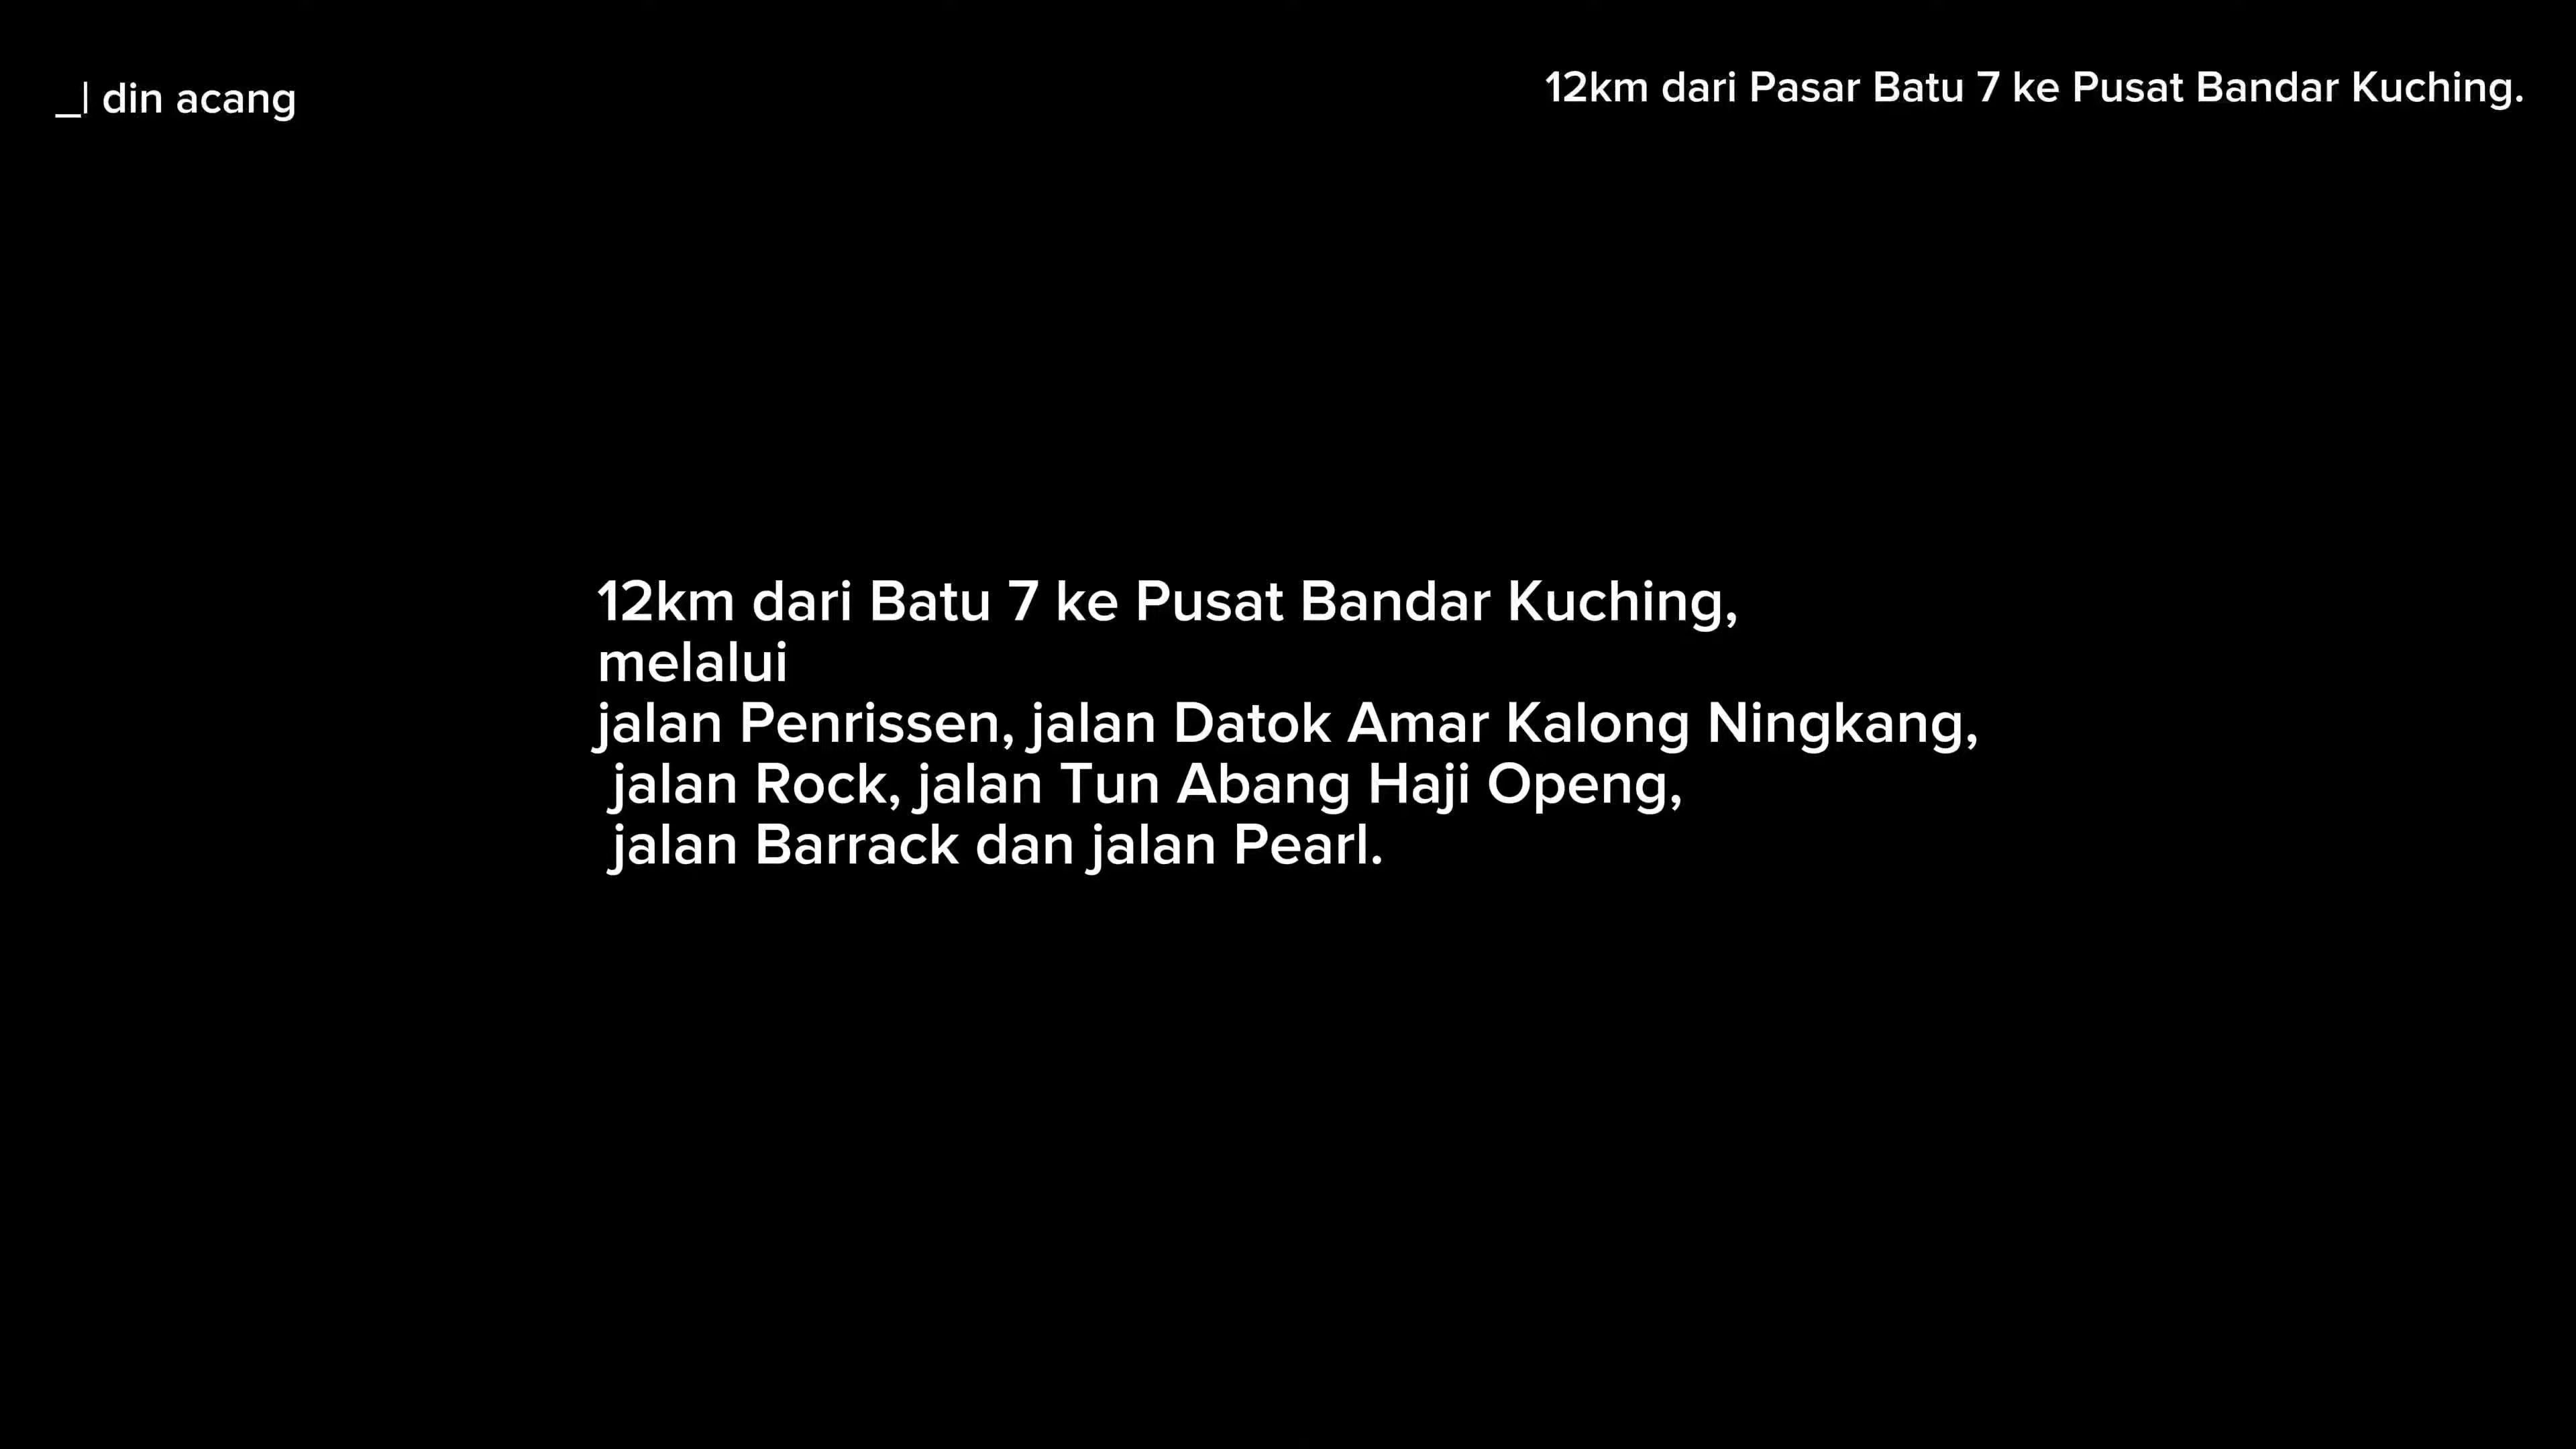 _| din acang
12km dari Pasar Batu 7 ke Pusat Bandar Kuching.
12km dari Batu 7 ke Pusat Bandar Kuching,
melalui
jalan Penrissen, jalan Datok Amar Kalong Ningkang,
jalan Rock, jalan Tun Abang Haji Openg,
jalan Barrack dan jalan Pearl.